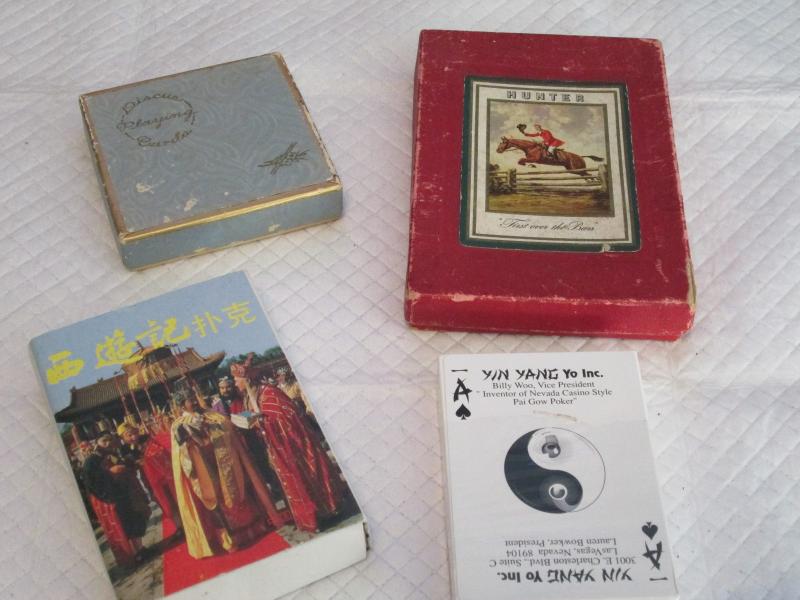 Discus
Playing
Cards
HUNTER
"First over the Bars"
西遊記扑克
A
YIN YANG Yo Inc.
Billy Woo, Vice President
" Inventor of Nevada Casino Style
Pai Gow Poker"
YIN YANG Yo Inc.
3001 E. Charleston Blvd., Suite C
LasVegas, Nevada 89104
Lauren Bowker, President
A